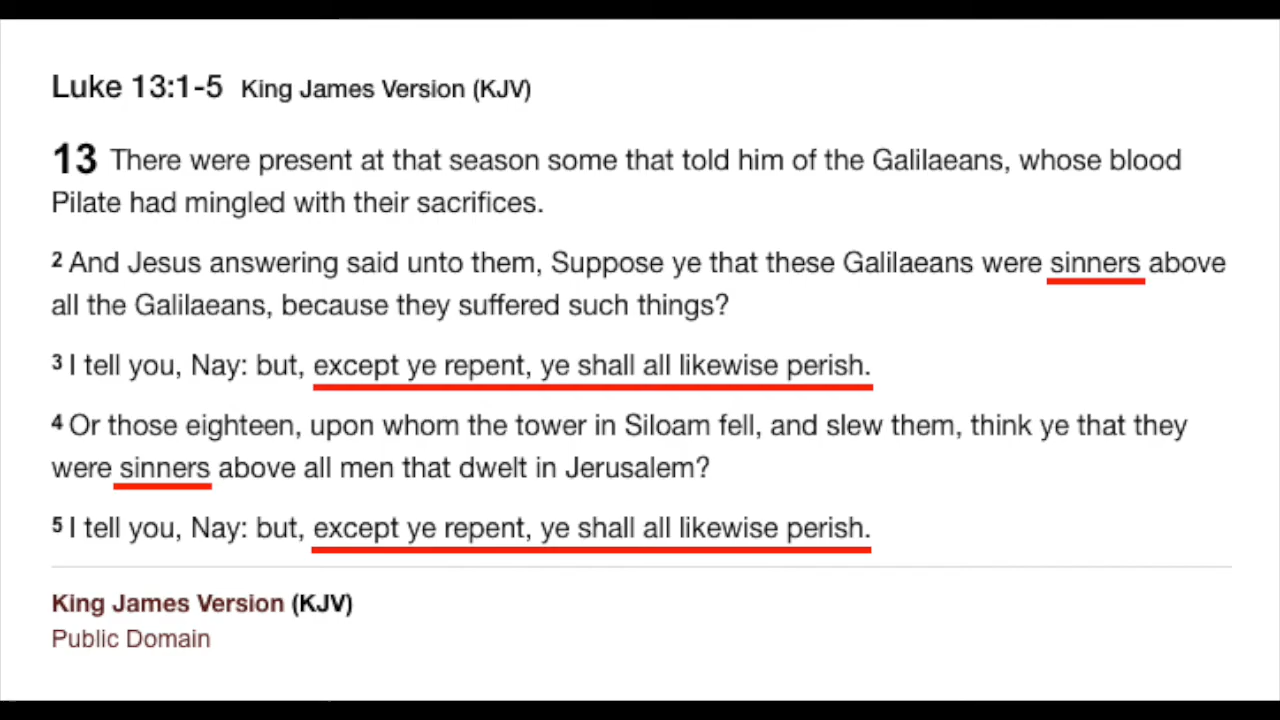 Luke 13:1-5 King James Version (KJV)
13 There were present at that season some that told him of the Galilaeans, whose blood
Pilate had mingled with their sacrifices.
2 And Jesus answering said unto them, Suppose ye that these Galilaeans were sinners above
all the Galilaeans, because they suffered such things?
3 I tell you, Nay: but, except ye repent, ye shall all likewise perish.
4 Or those eighteen, upon whom the tower in Siloam fell, and slew them, think ye that they
were sinners above all men that dwelt in Jerusalem?
5 I tell you, Nay: but, except ye repent, ye shall all likewise perish.
King James Version (KJV)
Public Domain